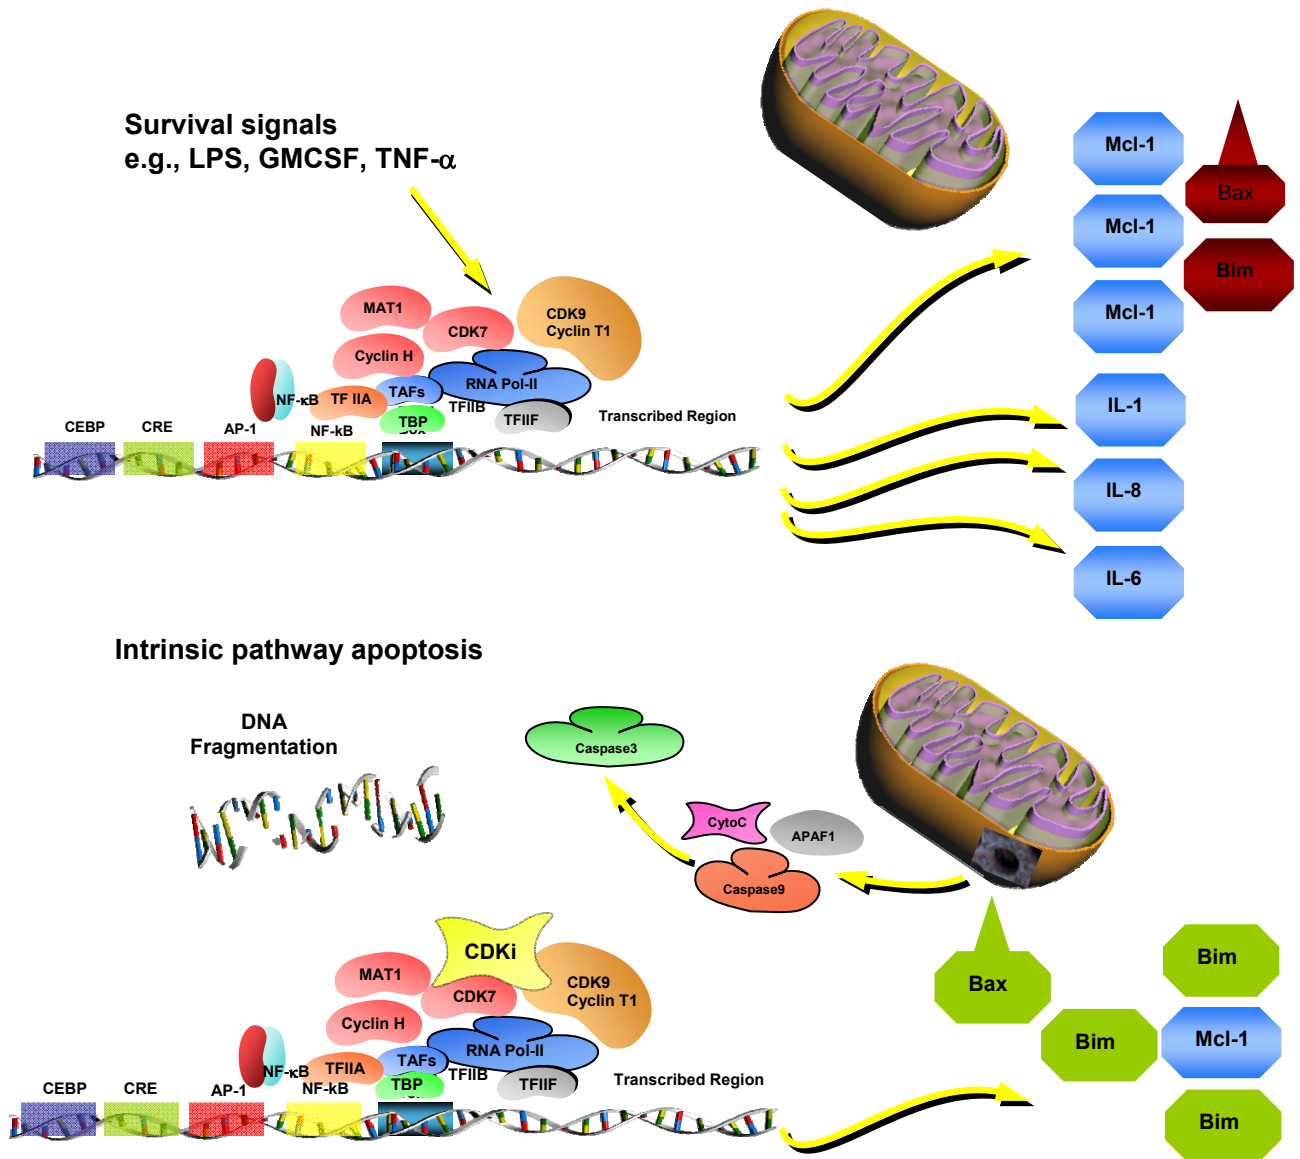 Survival signals
e.g., LPS, GMCSF, TNF-α
Mcl-1
Bax
Mcl-1
Bim
Mcl-1
MAT1
CDK7
CDK9
Cyclin T1
Cyclin H
RNA Pol-II
NF-κB
TF IIA
TAFs
TFIIB
TBP
TFIIF
Transcribed Region
CEBP
CRE
AP-1
NF-kB
IL-1
IL-8
IL-6
Intrinsic pathway apoptosis
DNA
Fragmentation
Caspase3
CytoC
APAF1
Caspase9
CDKi
MAT1
CDK7
CDK9
Cyclin T1
Cyclin H
RNA Pol-II
NF-κB
TFIIA
TAFs
TFIIB
TBP
TFIIF
Transcribed Region
CEBP
CRE
AP-1
NF-kB
Bax
Bim
Bim
Mcl-1
Bim